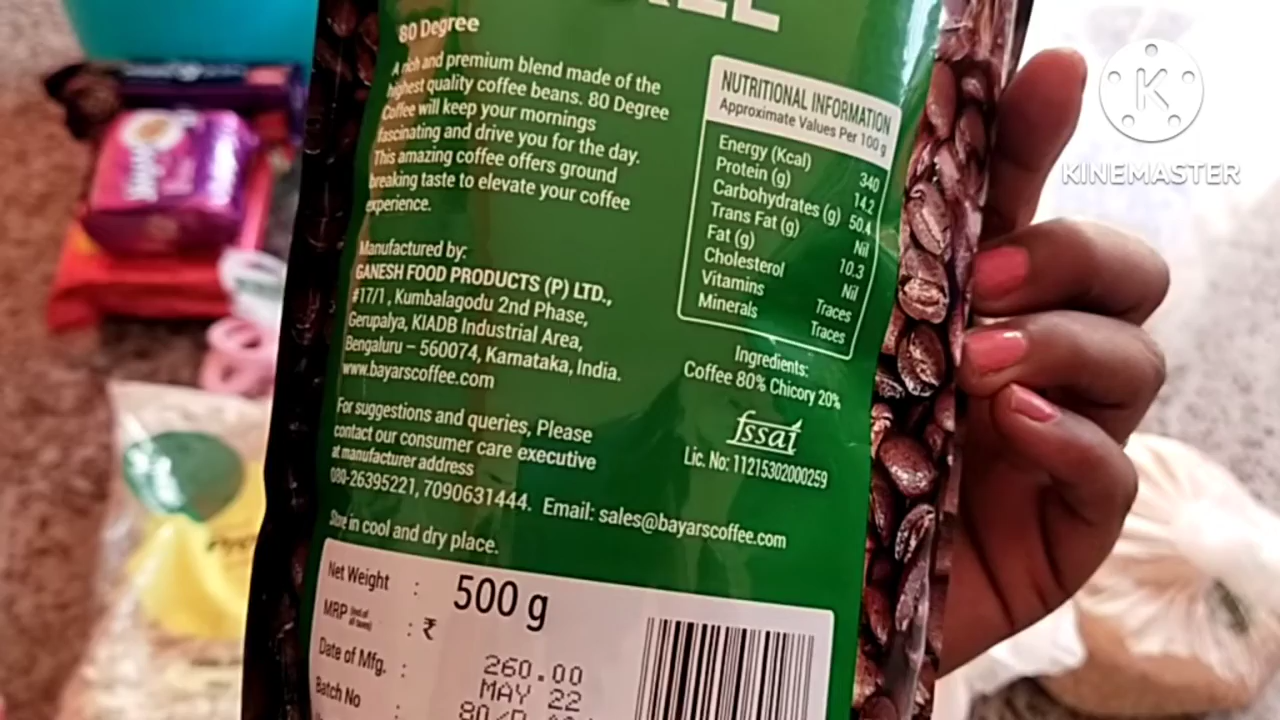 80 Degree
A rich and premium blend made of the
highest quality coffee beans. 80 Degree
Coffee will keep your mornings
fascinating and drive you for the day.
This amazing coffee offers ground
breaking taste to elevate your coffee
experience.
Manufactured by:
GANESH FOOD PRODUCTS (P) LTD.,
#17/1, Kumbalagodu 2nd Phase,
Gerupalya, KIADB Industrial Area,
Bengaluru – 560074, Karnataka, India.
www.bayarscoffee.com
For suggestions and queries, Please
contact our consumer care executive
at manufacturer address
080-26395221, 7090631444. Email: sales@bayarscoffee.com
Store in cool and dry place.
NUTRITIONAL INFORMATION
Approximate Values Per 100 g
Energy (Kcal) 340
Protein (g) 14.2
Carbohydrates (g) 50.4
Trans Fat (g) Nil
Fat (g) 10.3
Cholesterol Nil
Vitamins Traces
Minerals Traces
Ingredients:
Coffee 80% Chicory 20%
fssai
Lic. No: 11215302000259
Net Weight : 500 g
MRP (incl.of all taxes) : ₹ 260.00
Date of Mfg. : MAY 22
Batch No :
K
KINEMASTER